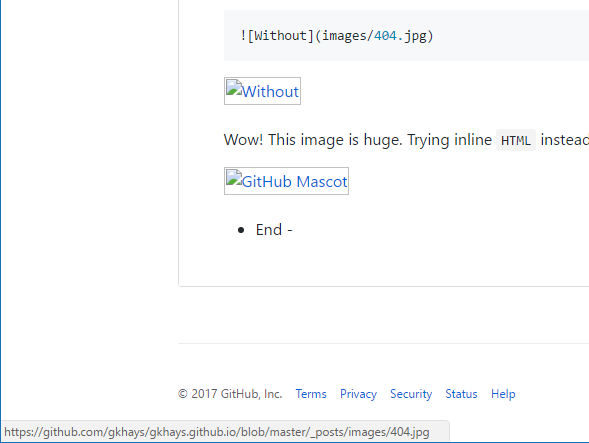 ![Without](images/404.jpg)
Without
Wow! This image is huge. Trying inline HTML instead
GitHub Mascot
End -
© 2017 GitHub, Inc. Terms Privacy Security Status Help
https://github.com/gkhays/gkhays.github.io/blob/master/_posts/images/404.jpg